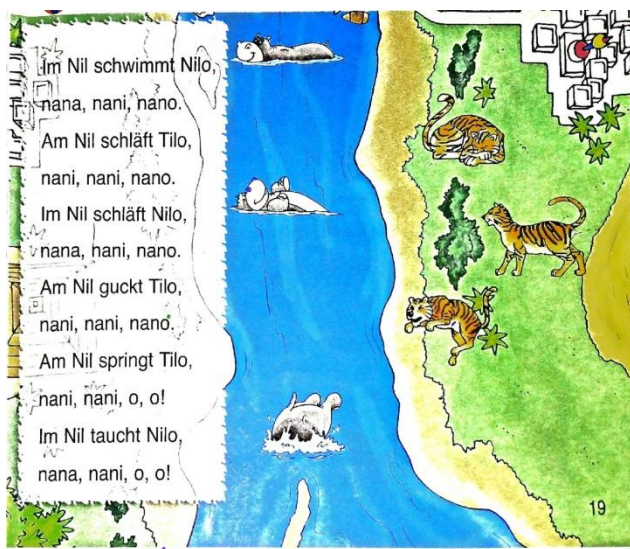 Im Nil schwimmt Nilo,
nana, nani, nano.
Am Nil schläft Tilo,
nani, nani, nano.
Im Nil schläft Nilo,
nana, nani, nano.
Am Nil guckt Tilo,
nani, nani, nano.
Am Nil springt Tilo,
nani, nani, o, o!
Im Nil taucht Nilo,
nana, nani, o, o!
19